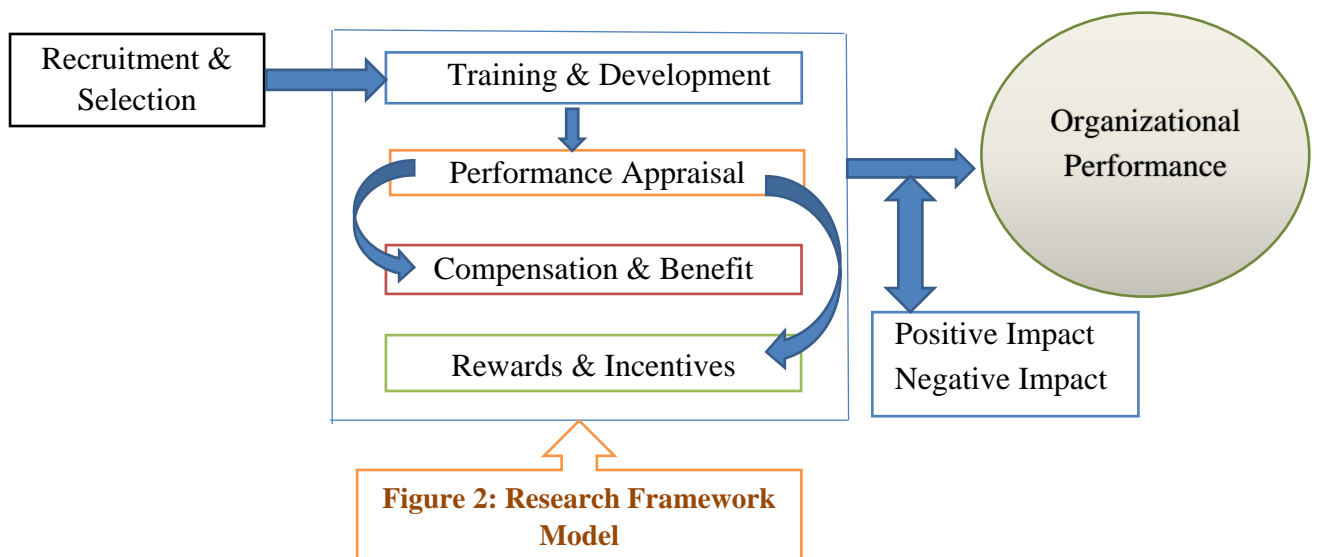 Recruitment &
Selection
Training & Development
Performance Appraisal
Compensation & Benefit
Rewards & Incentives
Organizational
Performance
Positive Impact
Negative Impact
Figure 2: Research Framework
Model